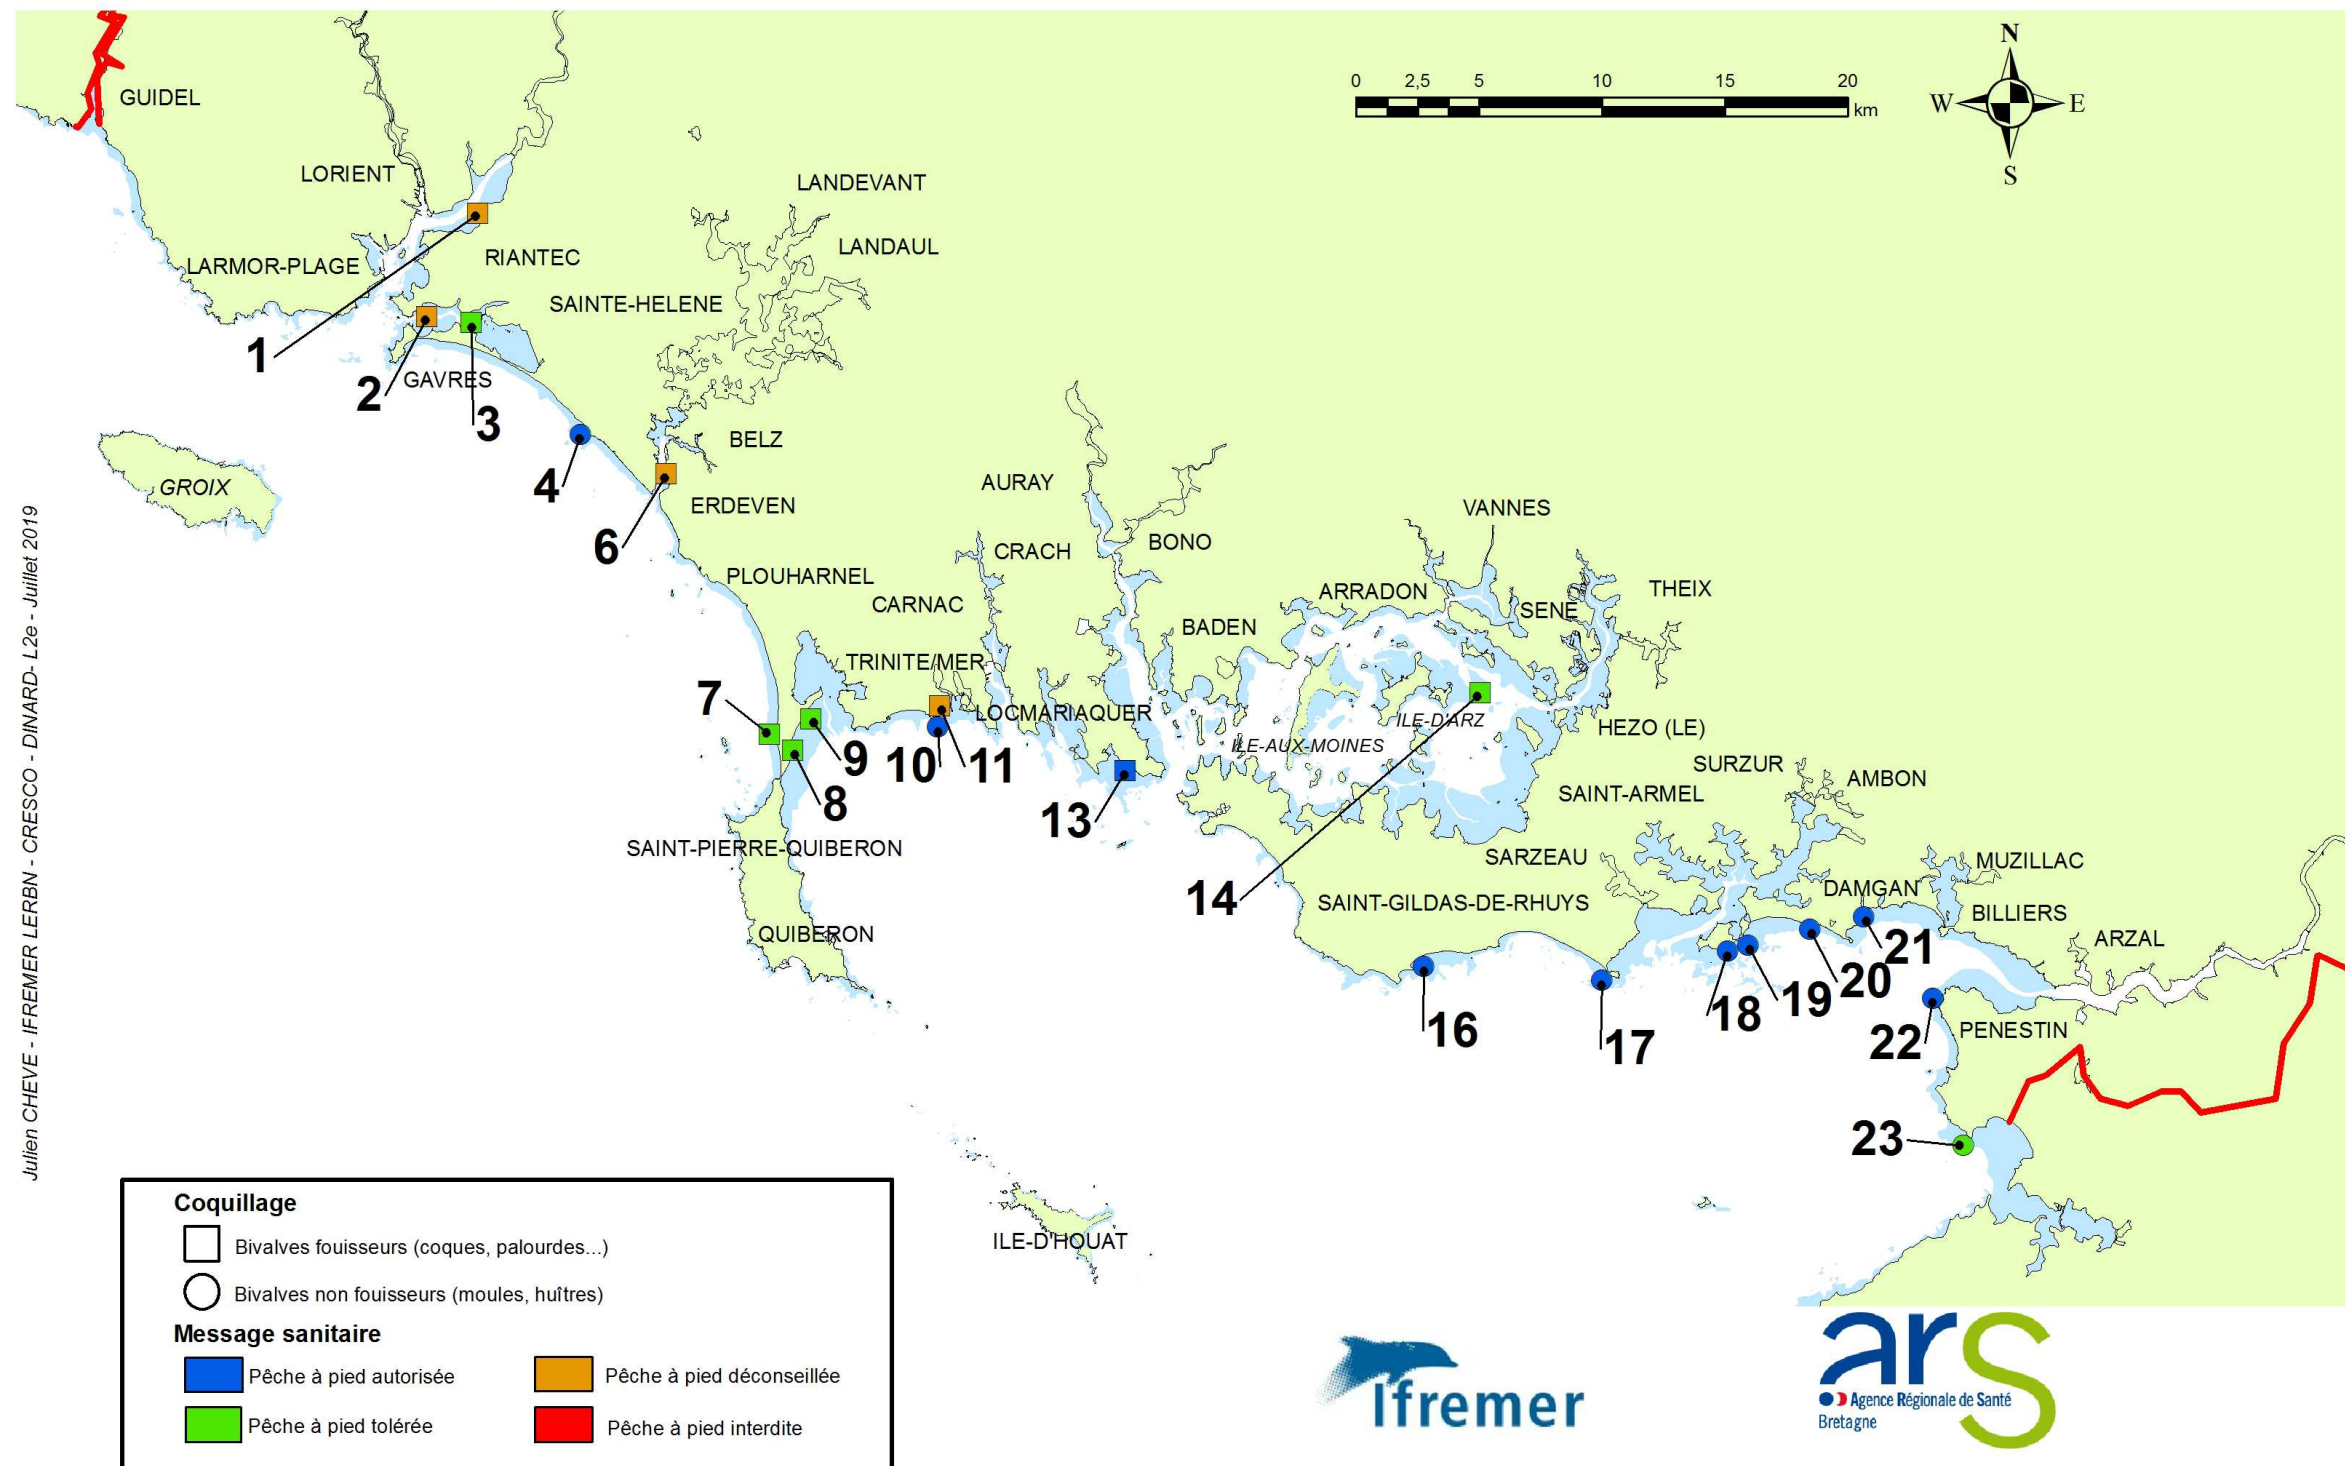 N
W
E
S
0 2,5 5 10 15 20
km
GUIDEL
LORIENT
LANDEVANT
LANDAUL
LARMOR-PLAGE
RIANTEC
SAINTE-HELENE
1
2
GAVRES
3
4
BELZ
GROIX
ERDEVEN
6
AURAY
VANNES
CRACH
BONO
PLOUHARNEL
CARNAC
ARRADON
SENE
THEIX
BADEN
TRINITE/MER
7
LOCMARIAQUER
ILE-D'ARZ
HEZO (LE)
ILE-AUX-MOINES
9
10
11
8
13
SURZUR
AMBON
SAINT-ARMEL
SAINT-PIERRE-QUIBERON
SARZEAU
MUZILLAC
14
SAINT-GILDAS-DE-RHUYS
DAMGAN
BILLIERS
QUIBERON
ARZAL
21
20
19
18
16
17
22
PENESTIN
23
ILE-D'HOUAT
Julien CHEVE - IFREMER LERBN - CRESCO - DINARD- L2e - Juillet 2019
Coquillage
Bivalves fouisseurs (coques, palourdes...)
Bivalves non fouisseurs (moules, huîtres)
Message sanitaire
Pêche à pied autorisée
Pêche à pied déconseillée
Pêche à pied tolérée
Pêche à pied interdite
Ifremer
ars
Agence Régionale de Santé
Bretagne